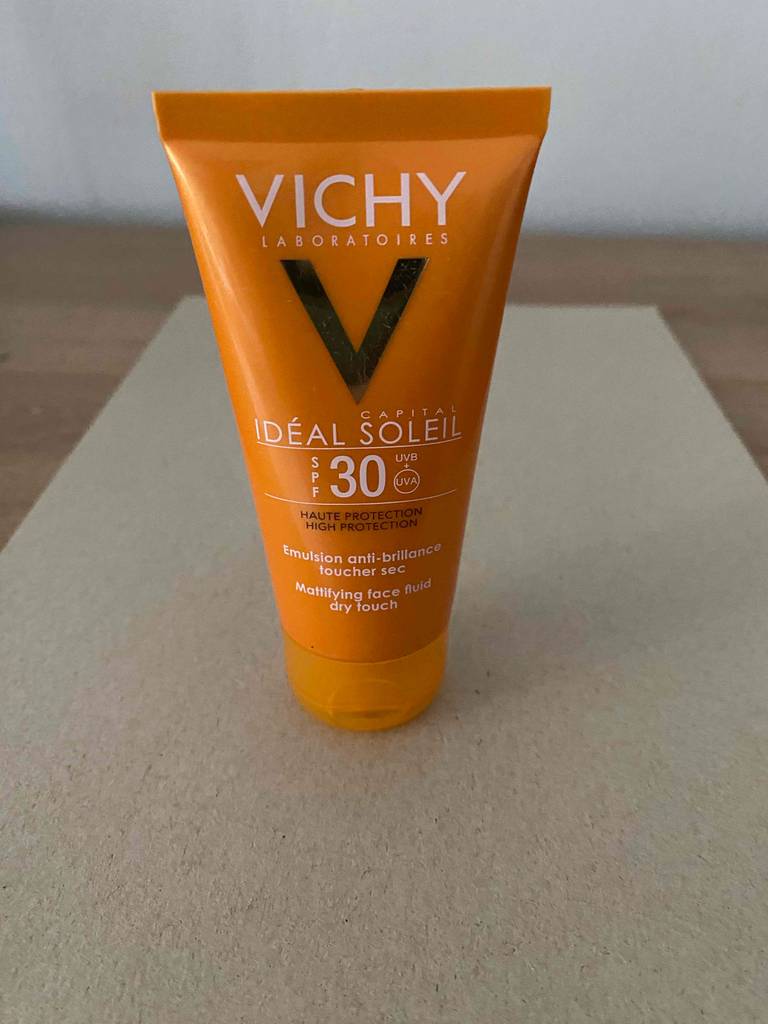 VICHY
LABORATOIRES
V
CAPITAL
IDÉAL SOLEIL
SPF 30 UVB + UVA
HAUTE PROTECTION
HIGH PROTECTION
Emulsion anti-brillance
toucher sec
Mattifying face fluid
dry touch